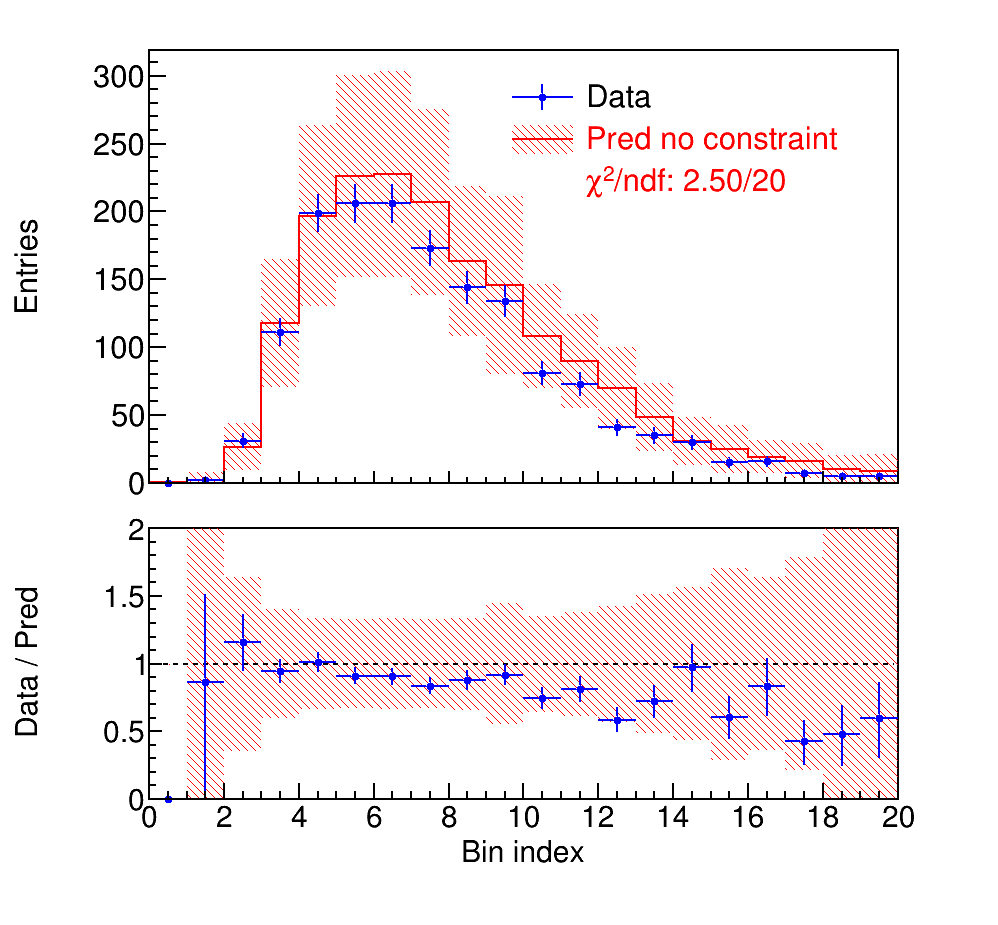 300
250
200
150
100
50
0
Entries
Data
Pred no constraint
χ²/ndf: 2.50/20
2
1.5
1
0.5
0
Data / Pred
0 2 4 6 8 10 12 14 16 18 20
Bin index